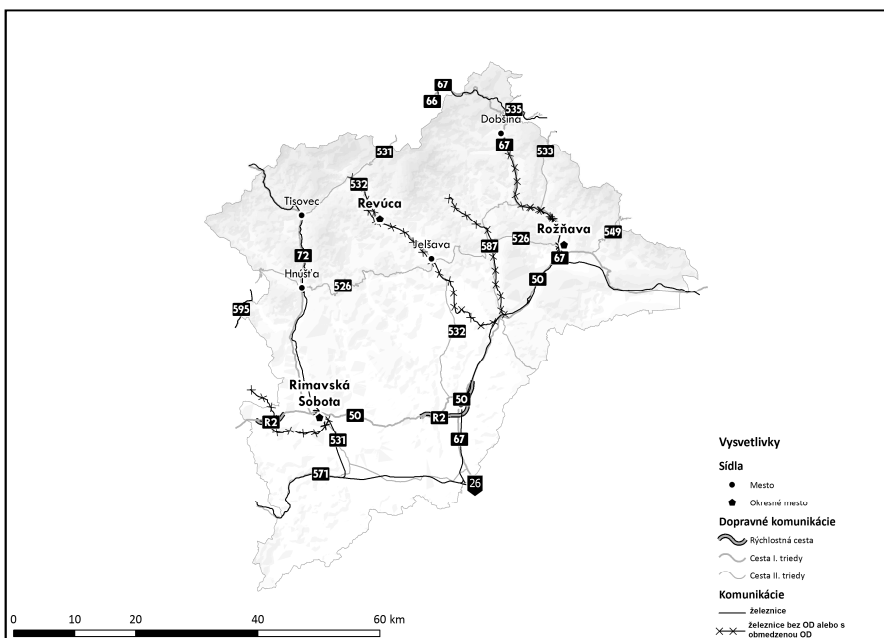 67
66
535
Dobšiná
67
533
531
532
Revúca
Tisovec
Rožňava
549
526
587
Jelšava
67
72
50
Hnúšťa
526
595
532
Rimavská
Sobota
50
50
R2
R2
531
67
571
26
Vysvetlivky
Sídla
Mesto
Okresné mesto
Dopravné komunikácie
Rýchlostná cesta
Cesta I. triedy
Cesta II. triedy
Komunikácie
železnice
železnice bez OD alebo s
obmedzenou OD
0 10 20 40 60 km